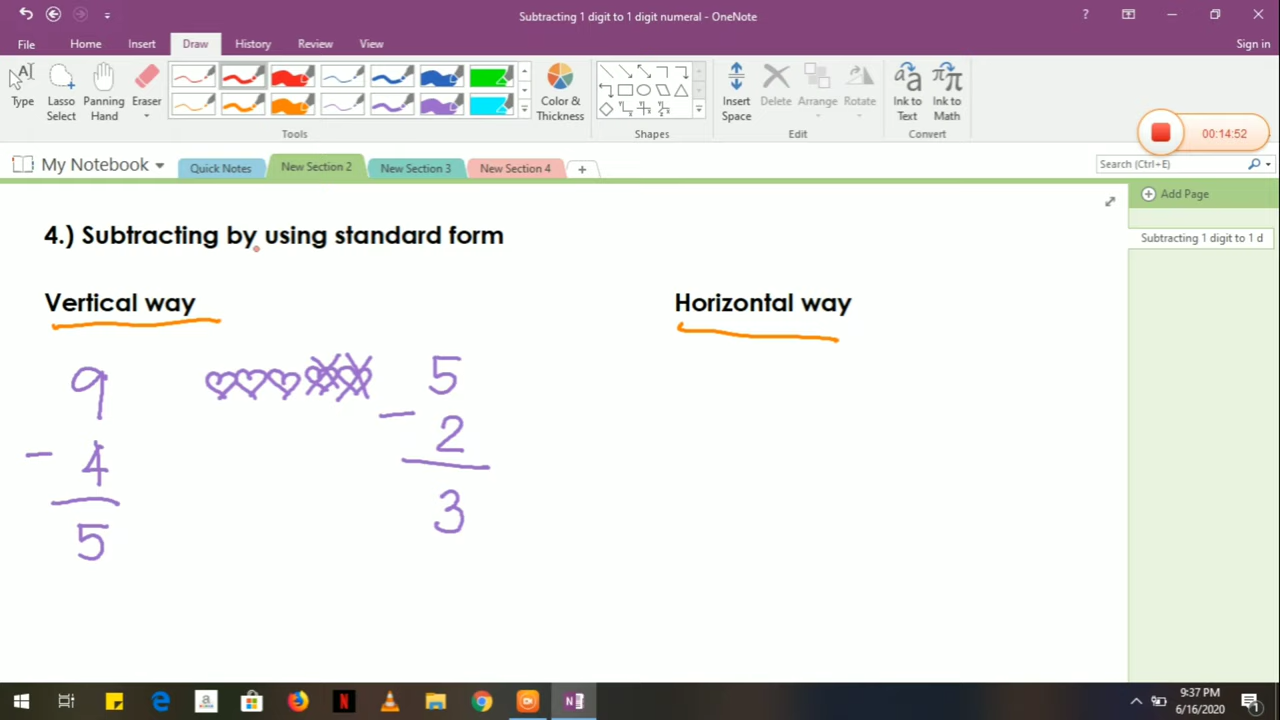 Subtracting 1 digit to 1 digit numeral - OneNote
?
File Home Insert Draw History Review View
Sign in
Type
Lasso Select
Panning Hand
Eraser
Color & Thickness
Insert Space
Delete
Arrange
Rotate
Ink to Text
Ink to Math
Tools
Shapes
Edit
Convert
00:14:52
My Notebook
Quick Notes
New Section 2
New Section 3
New Section 4
Search (Ctrl+E)
Add Page
Subtracting 1 digit to 1 d
4.) Subtracting by using standard form
Vertical way
Horizontal way
9
- 4
5
5
- 2
3
9:37 PM
6/16/2020